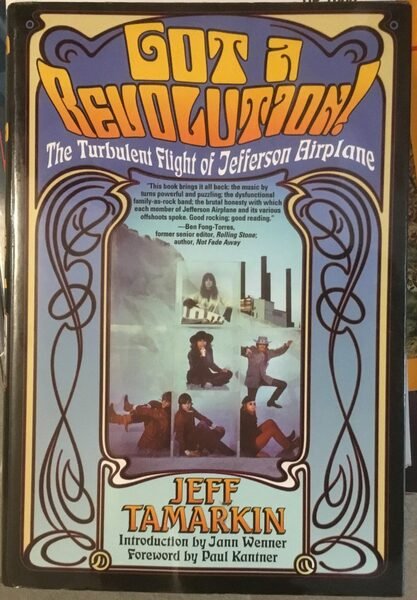 GOT A
REVOLUTION!
The Turbulent Flight of Jefferson Airplane
"This book brings it all back: the music by
turns powerful and puzzling; the dysfunctional
family-as-rock band; the brutal honesty with which
each member of Jefferson Airplane and its various
offshoots spoke. Good rocking; good reading."
—Ben Fong-Torres,
former senior editor, Rolling Stone;
author, Not Fade Away
JEFF
TAMARKIN
Introduction by Jann Wenner
Foreword by Paul Kantner